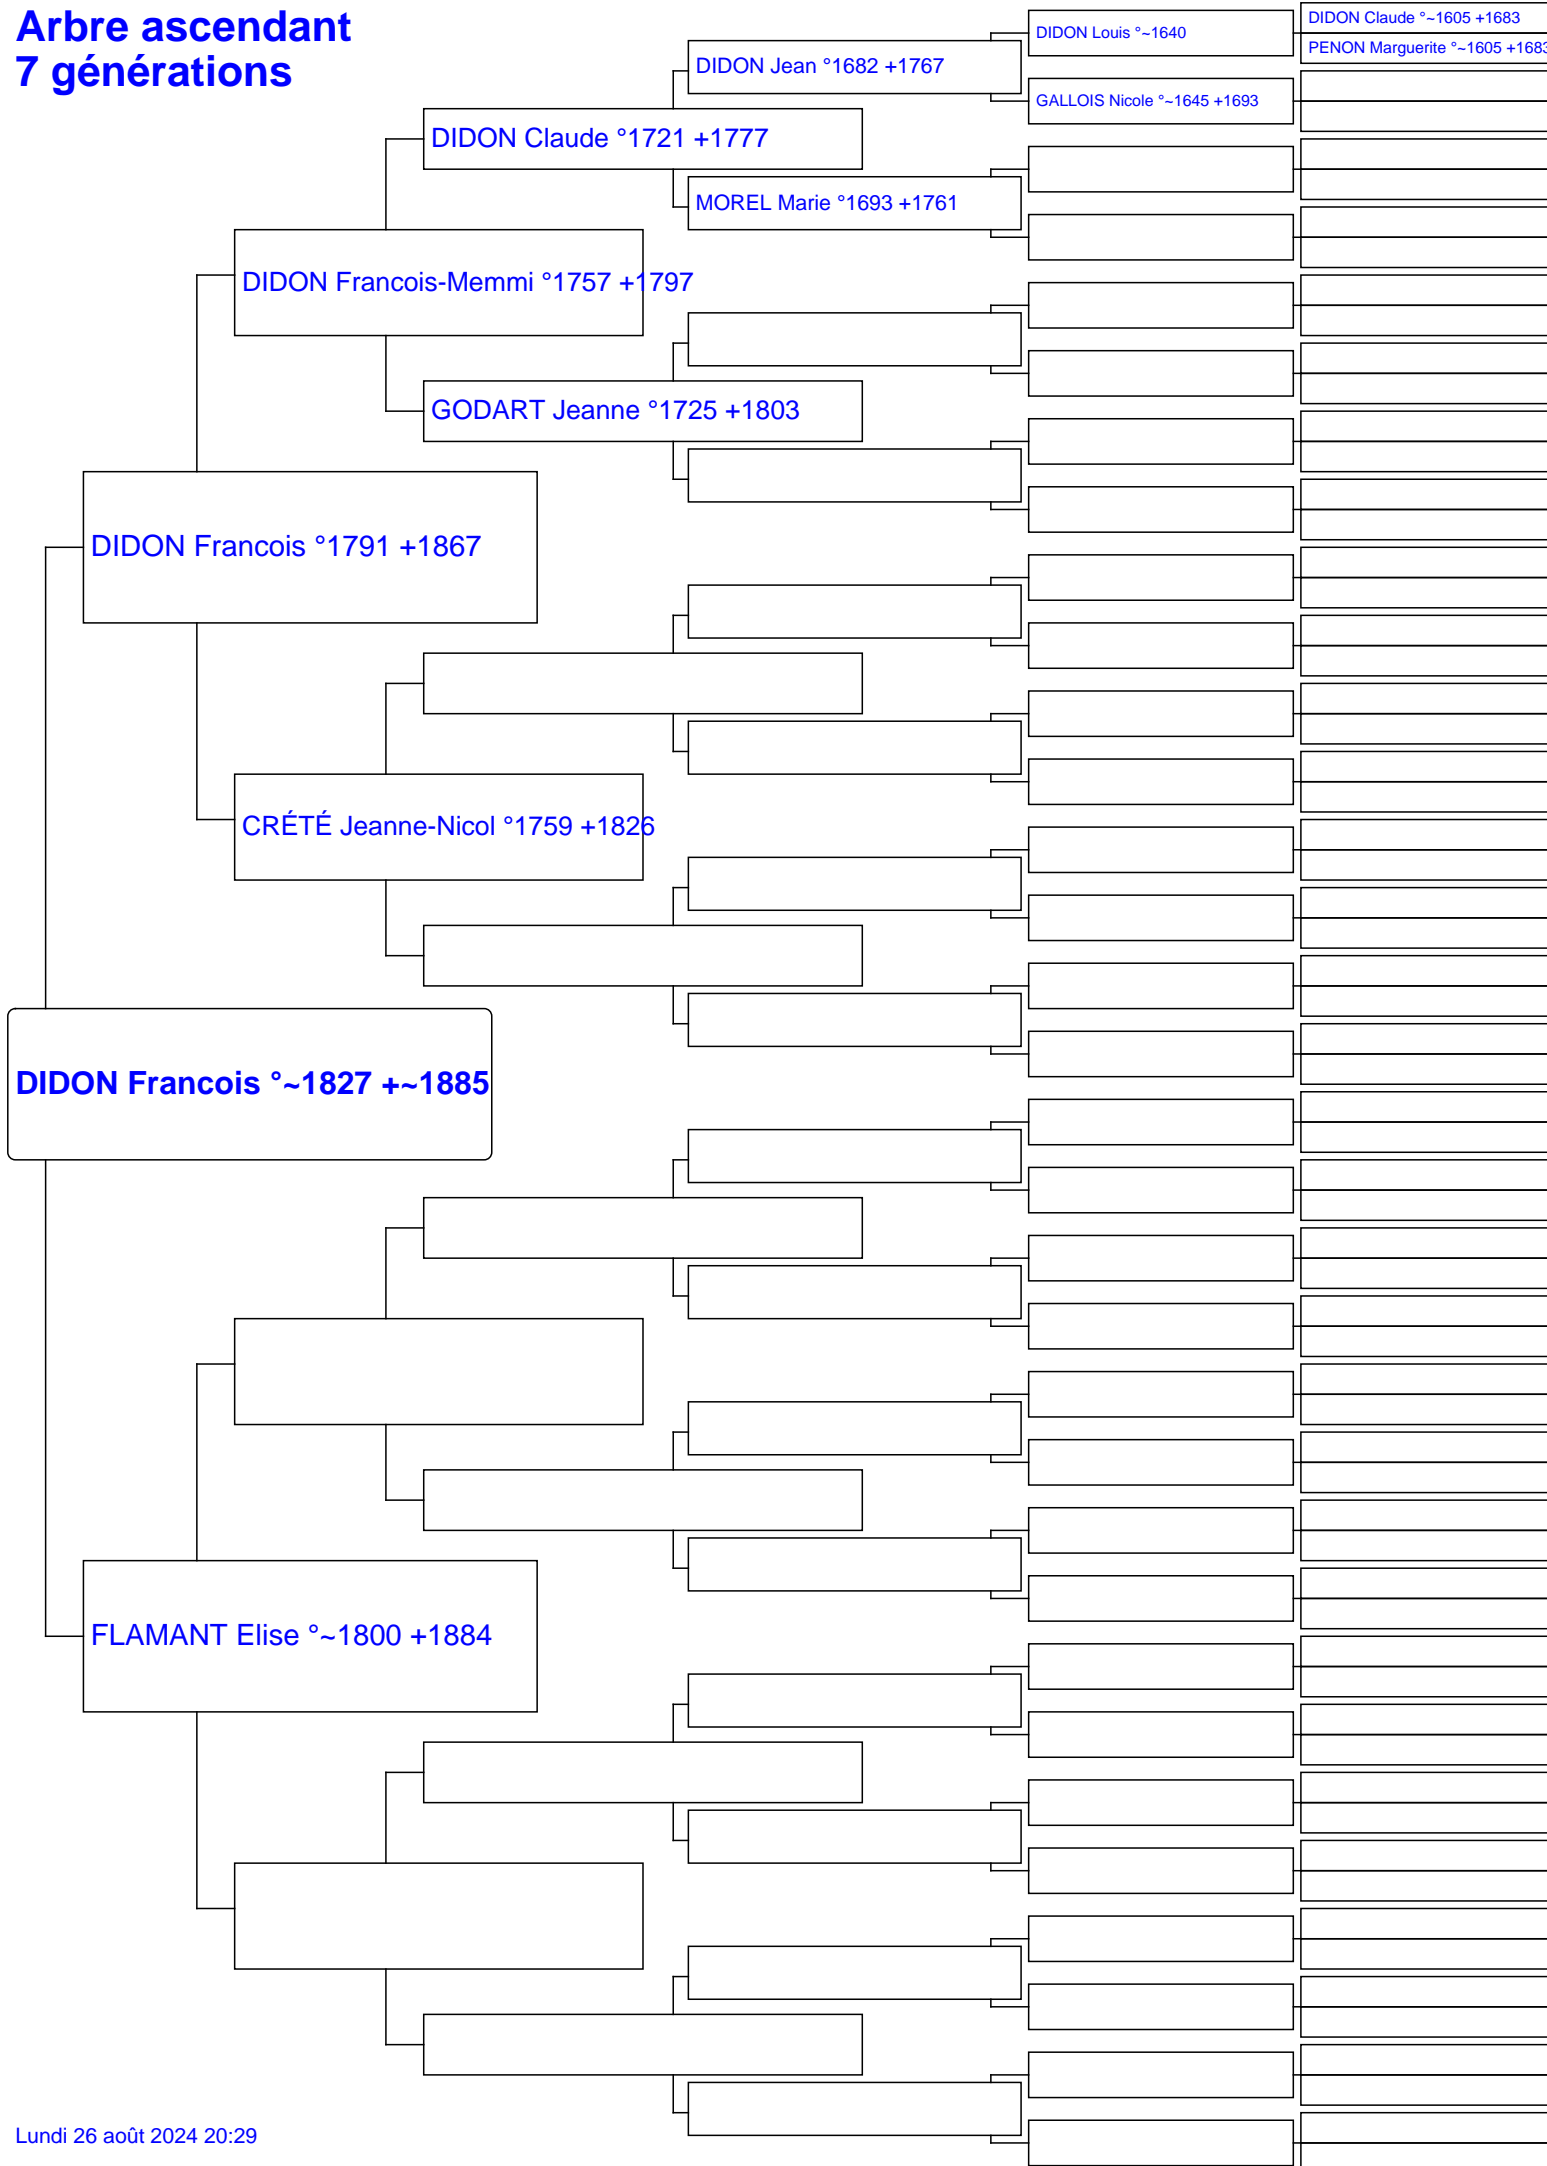 Arbre ascendant
7 générations
DIDON Claude °~1605 +1683
DIDON Louis °~1640
PENON Marguerite °~1605 +1683
DIDON Jean °1682 +1767
GALLOIS Nicole °~1645 +1693
DIDON Claude °1721 +1777
MOREL Marie °1693 +1761
DIDON Francois-Memmi °1757 +1797
GODART Jeanne °1725 +1803
DIDON Francois °1791 +1867
CRÉTÉ Jeanne-Nicol °1759 +1826
DIDON Francois °~1827 +~1885
FLAMANT Elise °~1800 +1884
Lundi 26 août 2024 20:29